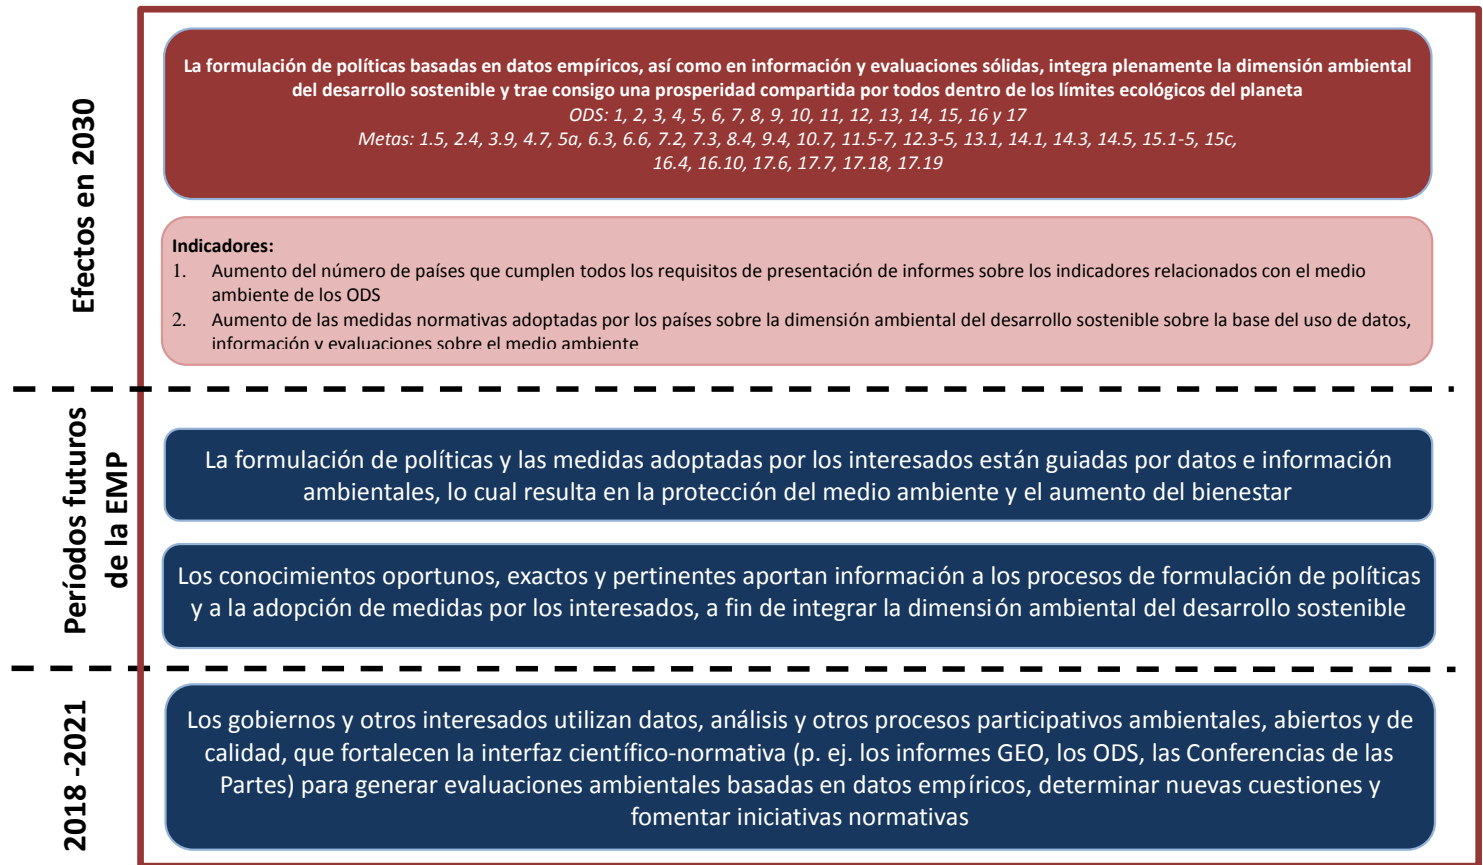 Efectos en 2030
La formulación de políticas basadas en datos empíricos, así como en información y evaluaciones sólidas, integra plenamente la dimensión ambiental
del desarrollo sostenible y trae consigo una prosperidad compartida por todos dentro de los límites ecológicos del planeta
ODS: 1, 2, 3, 4, 5, 6, 7, 8, 9, 10, 11, 12, 13, 14, 15, 16 y 17
Metas: 1.5, 2.4, 3.9, 4.7, 5a, 6.3, 6.6, 7.2, 7.3, 8.4, 9.4, 10.7, 11.5-7, 12.3-5, 13.1, 14.1, 14.3, 14.5, 15.1-5, 15c,
16.4, 16.10, 17.6, 17.7, 17.18, 17.19
Indicadores:
1. Aumento del número de países que cumplen todos los requisitos de presentación de informes sobre los indicadores relacionados con el medio
ambiente de los ODS
2. Aumento de las medidas normativas adoptadas por los países sobre la dimensión ambiental del desarrollo sostenible sobre la base del uso de datos,
información y evaluaciones sobre el medio ambiente
Períodos futuros
de la EMP
La formulación de políticas y las medidas adoptadas por los interesados están guiadas por datos e información
ambientales, lo cual resulta en la protección del medio ambiente y el aumento del bienestar
Los conocimientos oportunos, exactos y pertinentes aportan información a los procesos de formulación de políticas
y a la adopción de medidas por los interesados, a fin de integrar la dimensión ambiental del desarrollo sostenible
2018 -2021
Los gobiernos y otros interesados utilizan datos, análisis y otros procesos participativos ambientales, abiertos y de
calidad, que fortalecen la interfaz científico-normativa (p. ej. los informes GEO, los ODS, las Conferencias de las
Partes) para generar evaluaciones ambientales basadas en datos empíricos, determinar nuevas cuestiones y
fomentar iniciativas normativas